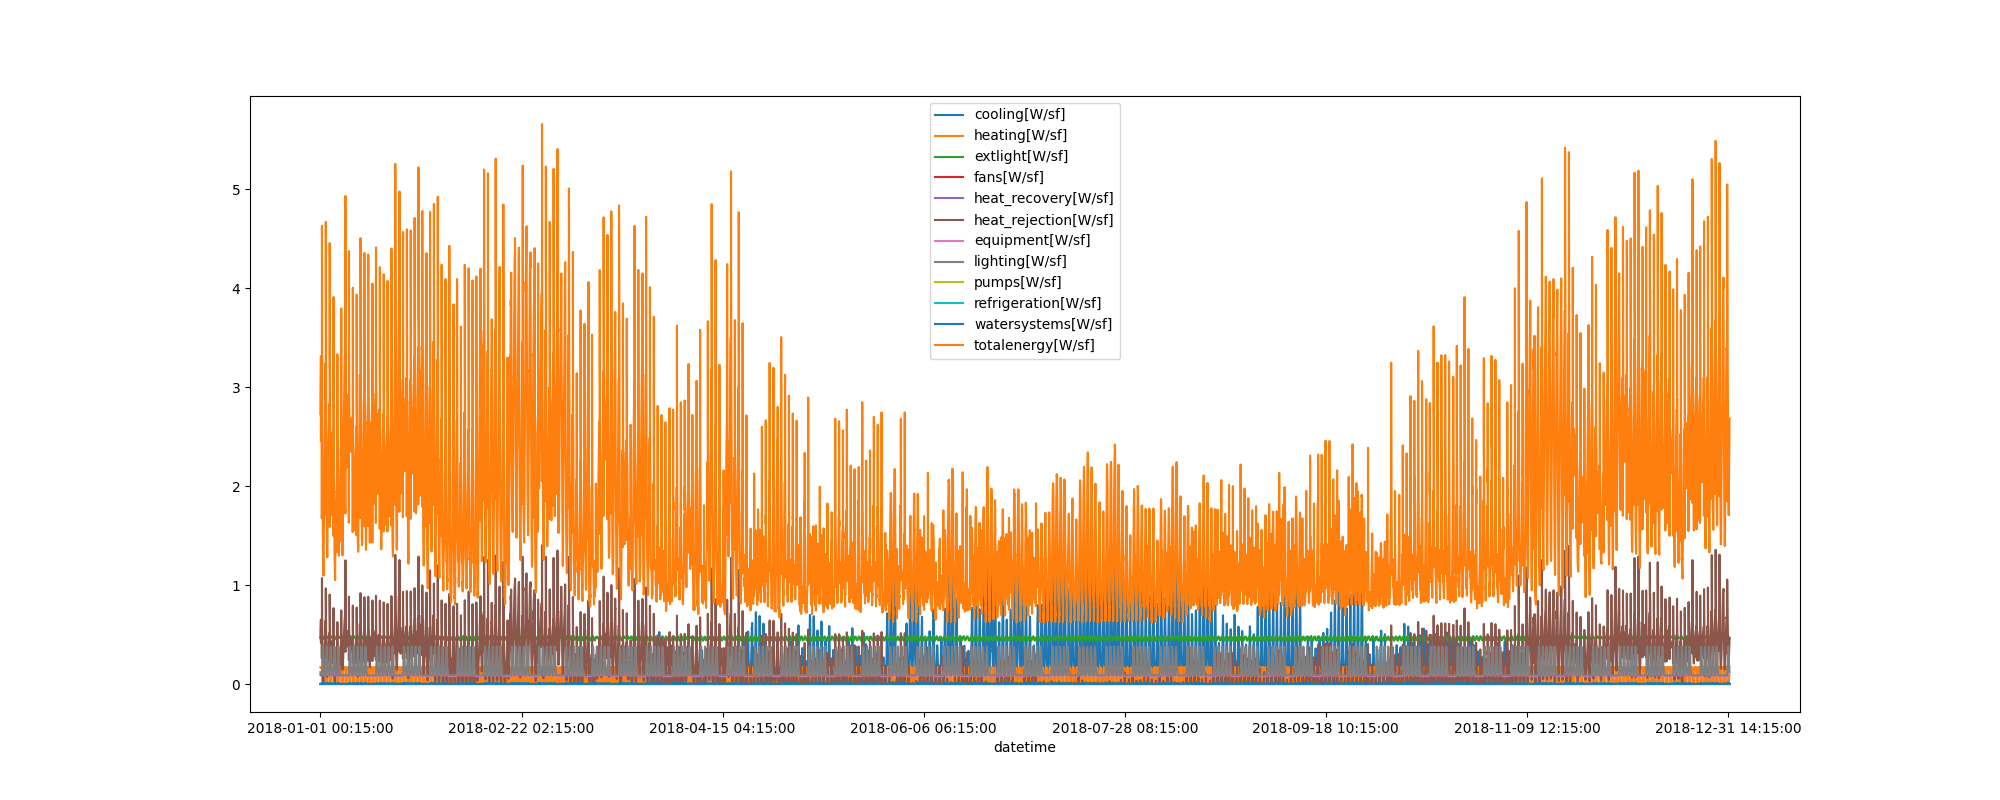 cooling[W/sf]
heating[W/sf]
extlight[W/sf]
fans[W/sf]
heat_recovery[W/sf]
heat_rejection[W/sf]
equipment[W/sf]
lighting[W/sf]
pumps[W/sf]
refrigeration[W/sf]
watersystems[W/sf]
totalenergy[W/sf]
5
4
3
2
1
0
2018-01-01 00:15:00 2018-02-22 02:15:00 2018-04-15 04:15:00 2018-06-06 06:15:00 2018-07-28 08:15:00 2018-09-18 10:15:00 2018-11-09 12:15:00 2018-12-31 14:15:00
datetime